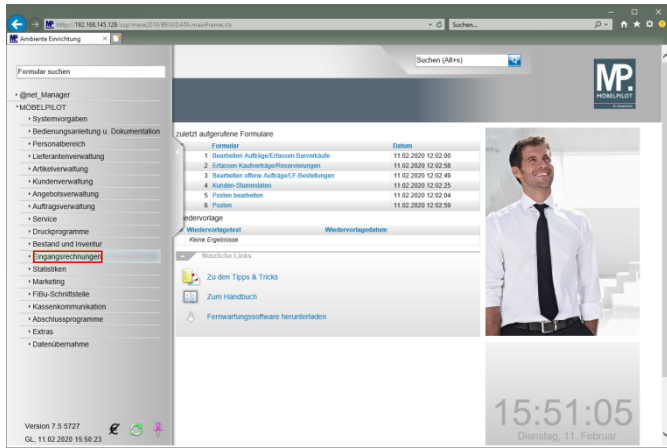 http://192.168.145.128/ccp/
mainFrame.cls
Suchen...
Ambiente Einrichtung
Suchen (Alt+s)
Formular suchen
MP.
MÖBELPILOT
@net_Manager
MÖBELPILOT
Systemvorgaben
Bedienungsanleitung u. Dokumentation
Personalbereich
Lieferantenverwaltung
Artikelverwaltung
Kundenverwaltung
Angebotsverwaltung
Auftragsverwaltung
Service
Druckprogramme
Bestand und Inventur
Eingangsrechnungen
Statistiken
Marketing
FiBu-Schnittstelle
Kassenkommunikation
Abschlussprogramme
Extras
Datenübernahme
Version 7.5 5727
GL, 11.02.2020 15:50:23
zuletzt aufgerufene Formulare
Formular Datum
1 Bearbeiten Aufträge/Erfassen Barverkäufe 11.02.2020 12:02:00
2 Erfassen Kaufverträge/Reservierungen 11.02.2020 12:02:58
3 Bearbeiten offene Aufträge/LF-Bestellungen 11.02.2020 12:02:49
4 Kunden-Stammdaten 11.02.2020 12:02:25
5 Posten bearbeiten 11.02.2020 12:02:04
6 Posten 11.02.2020 12:02:59
edervorlage
Wiedervorlagetext Wiedervorlagedatum
Keine Ergebnisse
Nützliche Links
Zu den Tipps & Tricks
Zum Handbuch
Fernwartungssoftware herunterladen
15:51:05
Dienstag, 11. Februar